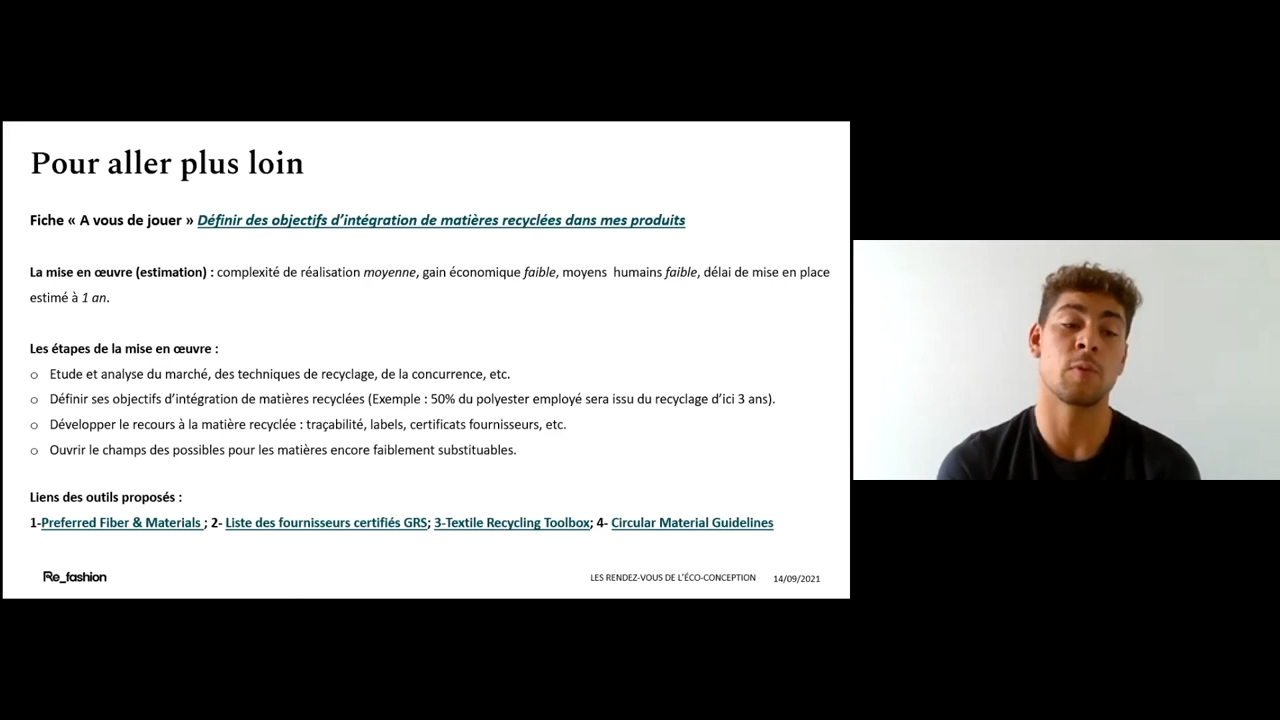 Pour aller plus loin
Fiche « A vous de jouer » Définir des objectifs d'intégration de matières recyclées dans mes produits
La mise en œuvre (estimation) : complexité de réalisation moyenne, gain économique faible, moyens humains faible, délai de mise en place
estimé à 1 an.
Les étapes de la mise en œuvre :
o Etude et analyse du marché, des techniques de recyclage, de la concurrence, etc.
o Définir ses objectifs d'intégration de matières recyclées (Exemple : 50% du polyester employé sera issu du recyclage d'ici 3 ans).
o Développer le recours à la matière recyclée : traçabilité, labels, certificats fournisseurs, etc.
o Ouvrir le champs des possibles pour les matières encore faiblement substituables.
Liens des outils proposés :
1-Preferred Fiber & Materials ; 2- Liste des fournisseurs certifiés GRS; 3-Textile Recycling Toolbox; 4- Circular Material Guidelines
Re_fashion
LES RENDEZ-VOUS DE L'ÉCO-CONCEPTION 14/09/2021